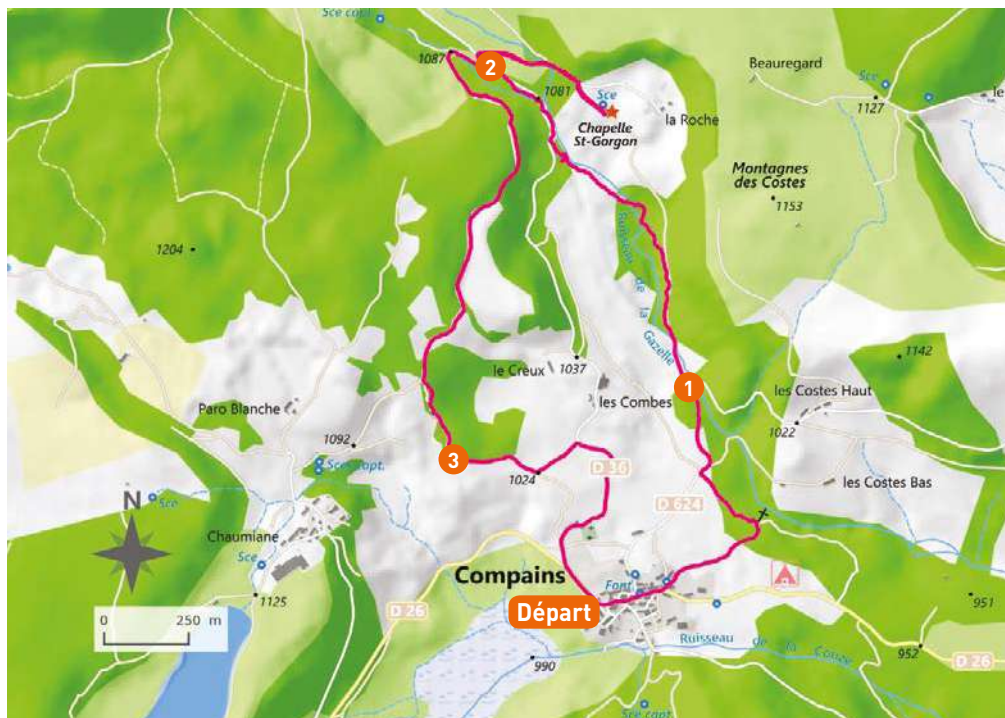 Sce capt.
1087
2
1081
Sce
Chapelle
St-Gorgon
la Roche
Beauregard
Sce
1127
le
Montagnes
des Costes
1153
1204
Ruisseau de la Gazelle
le Creux
1037
les Combes
1
1142
les Costes Haut
1022
les Costes Bas
Paro Blanche
1092
Sce capt.
3
1024
D 36
D 624
N
Sce
Chaumiane
Sce
1125
Compains
Font
Départ
D 26
0 250 m
990
Ruisseau de la Couze
951
952
D 26
Sce capt.